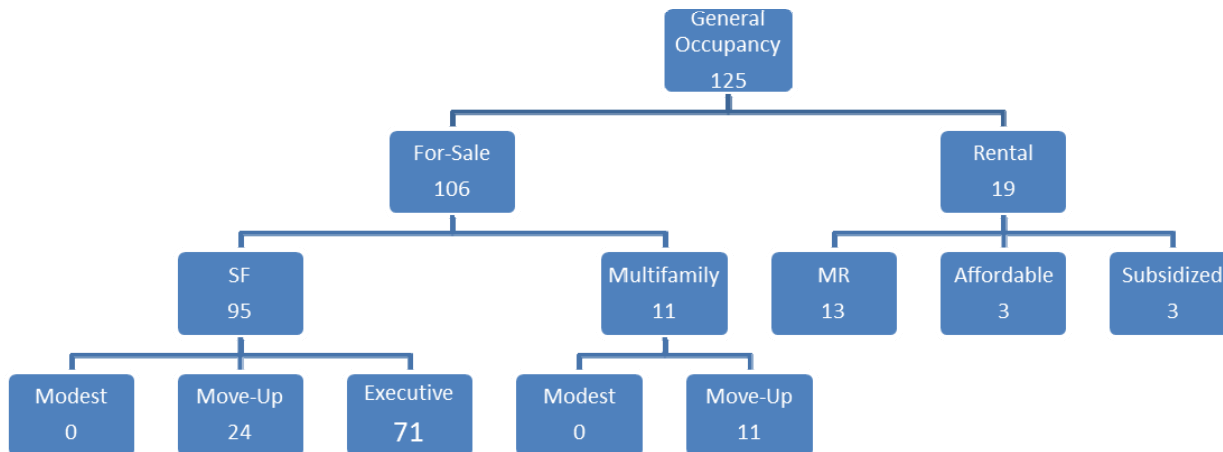 General
Occupancy
125
For-Sale
106
Rental
19
SF
95
Multifamily
11
MR
13
Affordable
3
Subsidized
3
Modest
0
Move-Up
24
Executive
71
Modest
0
Move-Up
11